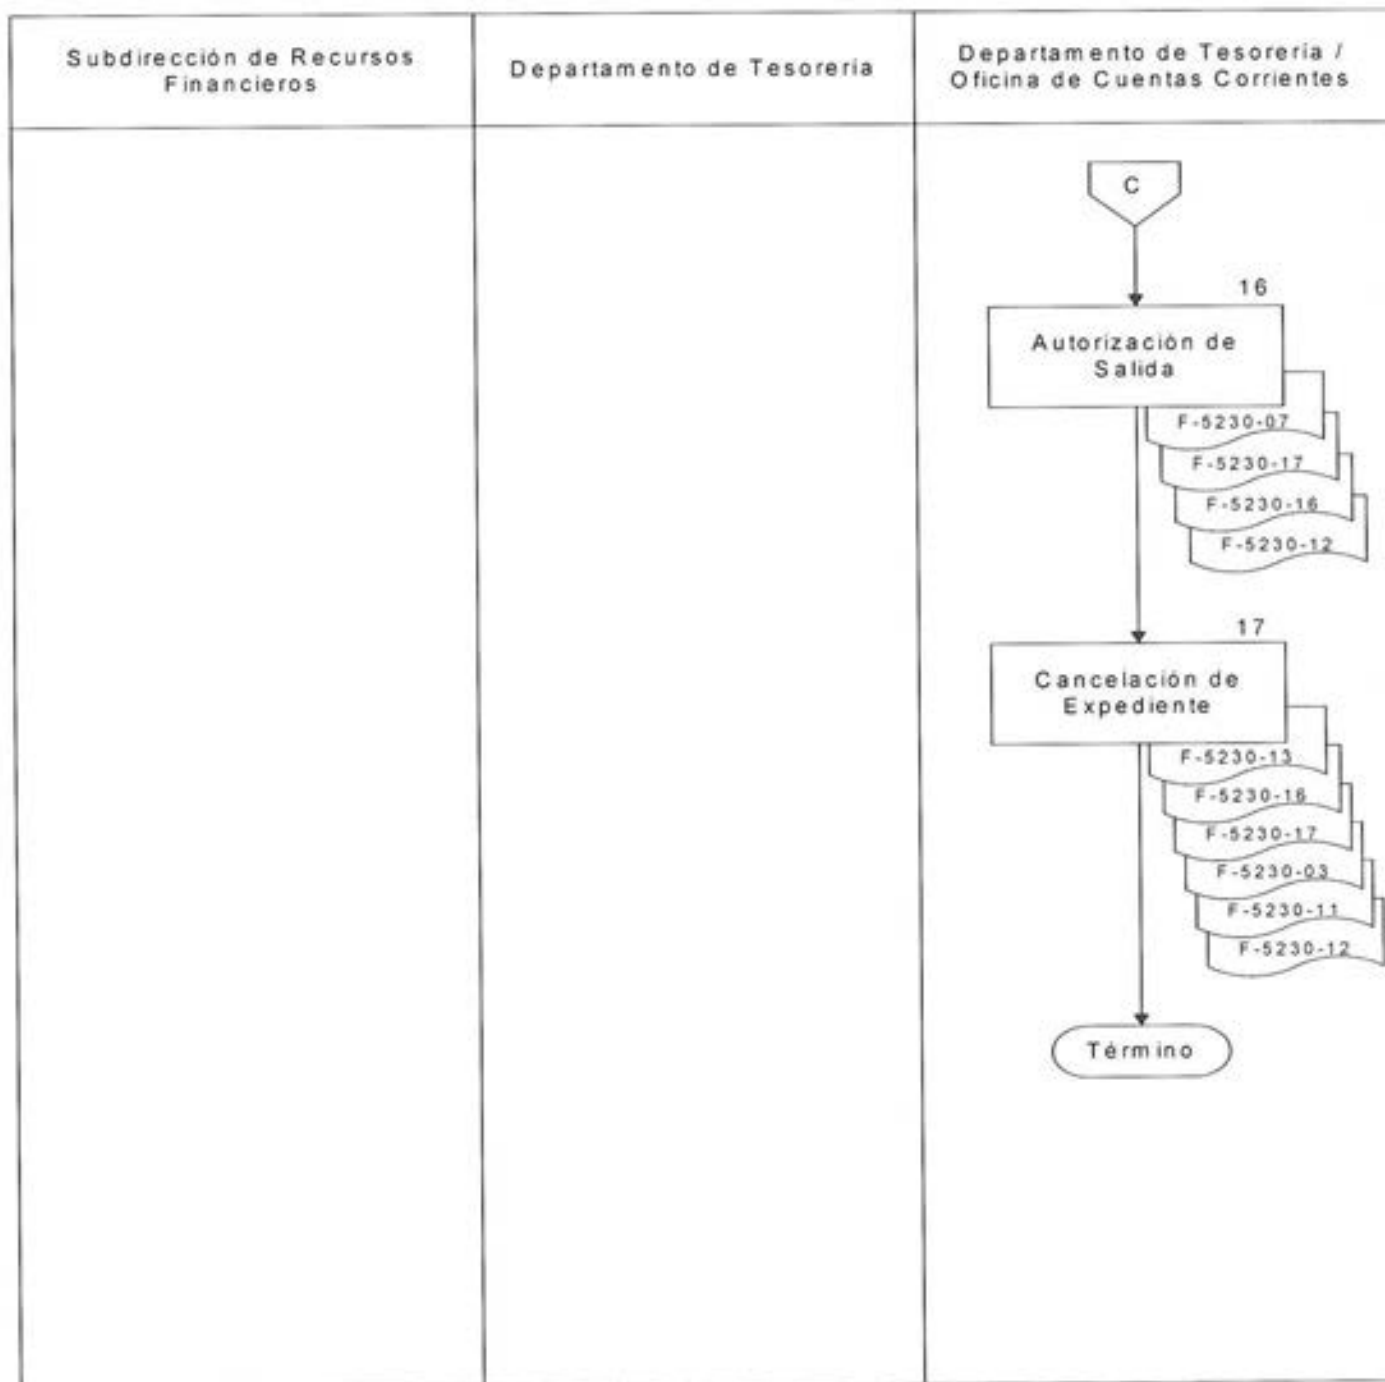 Subdirección de Recursos
Financieros
Departamento de Tesorería
Departamento de Tesorería /
Oficina de Cuentas Corrientes
C
16
Autorización de
Salida
F-5230-07
F-5230-17
F-5230-16
F-5230-12
17
Cancelación de
Expediente
F-5230-13
F-5230-16
F-5230-17
F-5230-03
F-5230-11
F-5230-12
Término